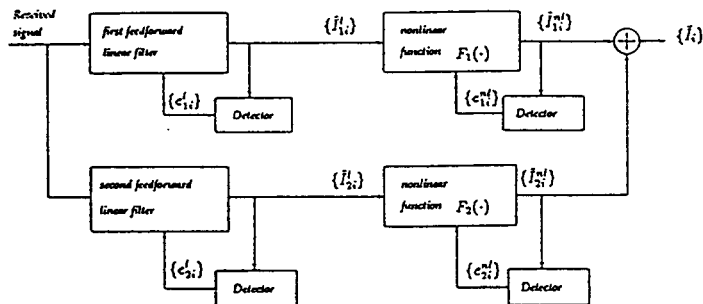 Received
signal
first feedforward
linear filter
{Î^l_{1i}}
nonlinear
function F₁(·)
{Î^{nl}_{1i}}
{Ĩ_i}
{e^l_{1i}}
Detector
{e^{nl}_{1i}}
Detector
second feedforward
linear filter
{Î^l_{2i}}
nonlinear
function F₂(·)
{Î^{nl}_{2i}}
{e^l_{2i}}
Detector
{e^{nl}_{2i}}
Detector